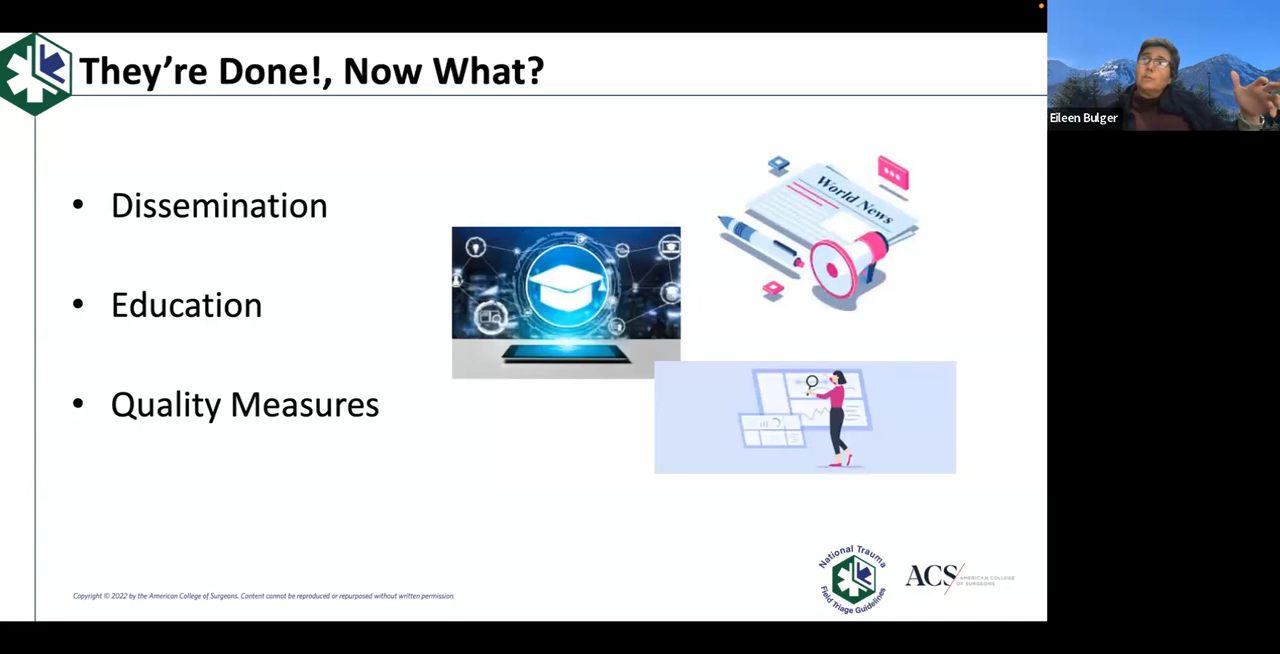 They're Done!, Now What?
Eileen Bulger
• Dissemination
• Education
• Quality Measures
World News
National Trauma
Field Triage Guidelines
ACS AMERICAN COLLEGE
OF SURGEONS
Copyright © 2022 by the American College of Surgeons. Content cannot be reproduced or repurposed without written permission.